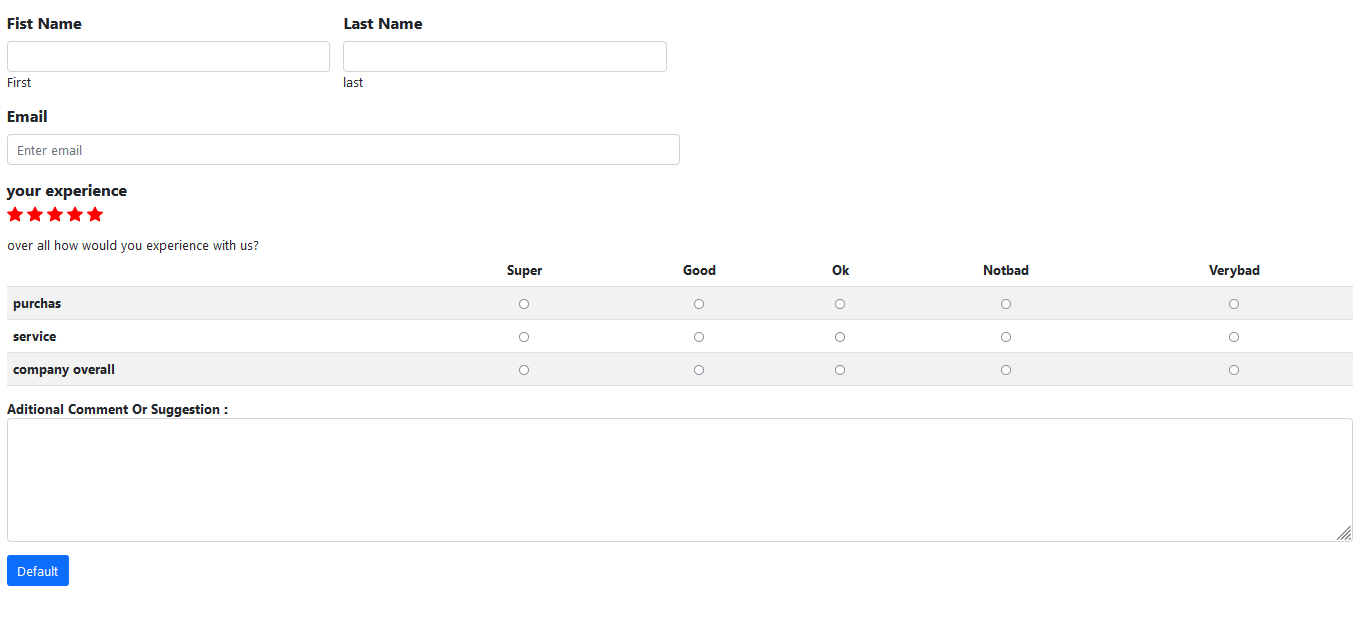 Fist Name Last Name
First last
Email
Enter email
your experience
over all how would you experience with us?
Super Good Ok Notbad Verybad
purchas
service
company overall
Aditional Comment Or Suggestion :
Default